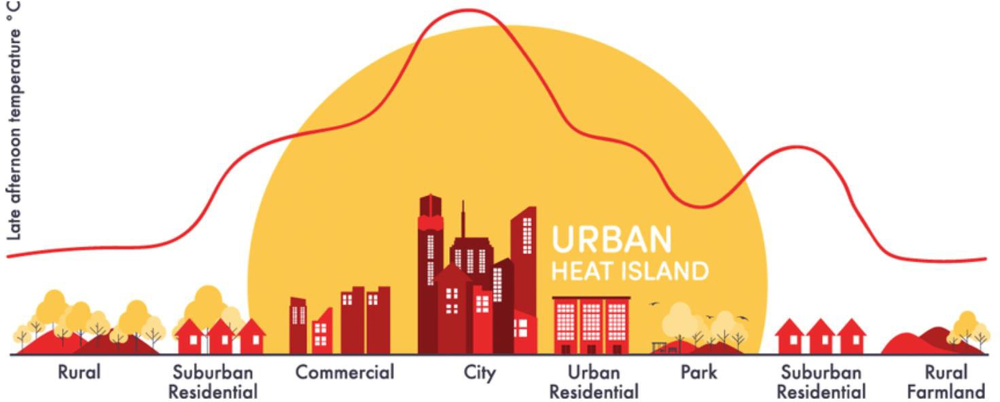 Late afternoon temperature °C
URBAN
HEAT ISLAND
Rural
Suburban
Residential
Commercial
City
Urban
Residential
Park
Suburban
Residential
Rural
Farmland